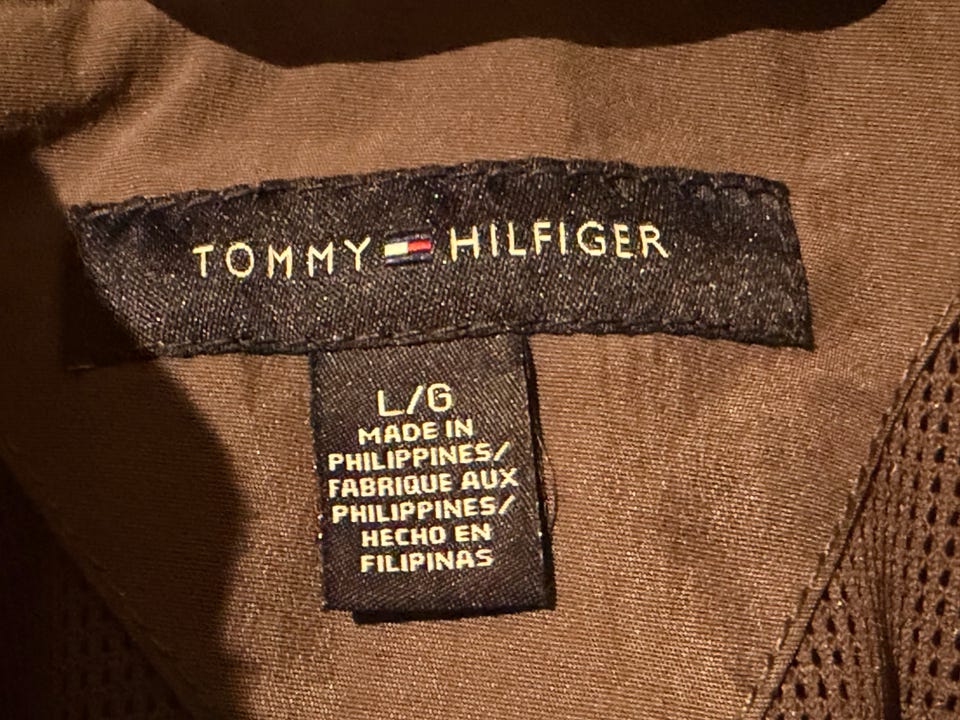 TOMMY HILFIGER
L/G
MADE IN
PHILIPPINES/
FABRIQUE AUX
PHILIPPINES/
HECHO EN
FILIPINAS